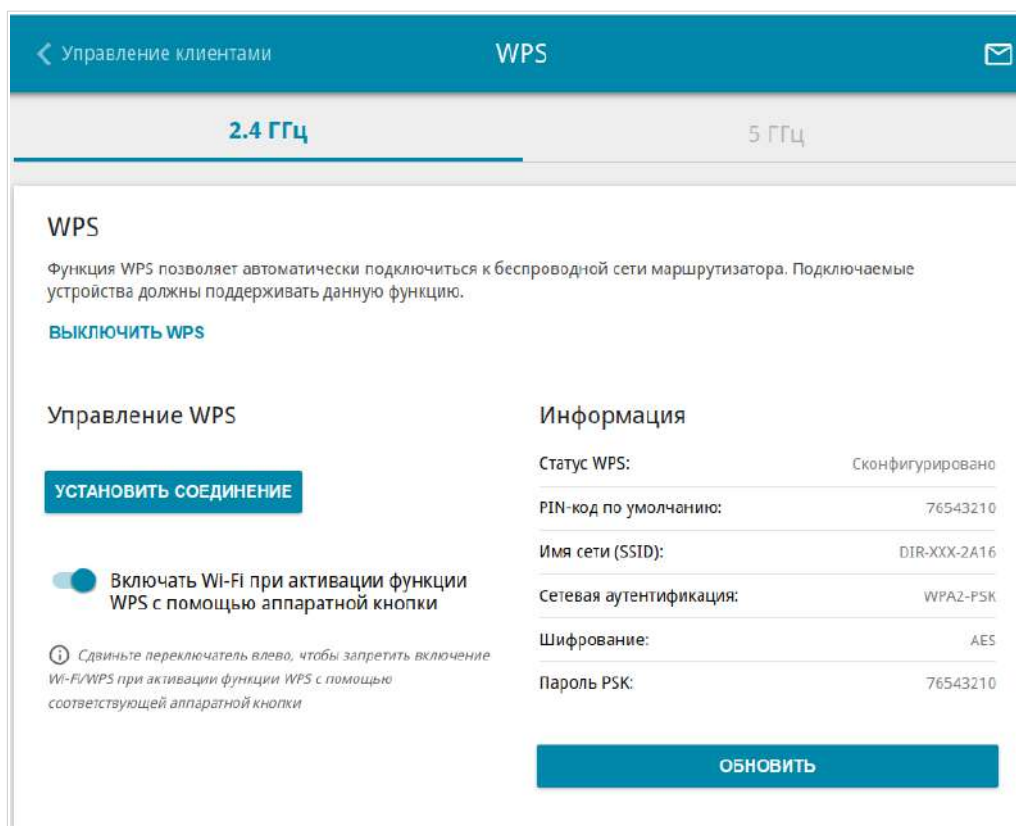 Управление клиентами
WPS
2.4 ГГц
5 ГГц
WPS
Функция WPS позволяет автоматически подключиться к беспроводной сети маршрутизатора. Подключаемые
устройства должны поддерживать данную функцию.
ВЫКЛЮЧИТЬ WPS
Управление WPS
УСТАНОВИТЬ СОЕДИНЕНИЕ
Включать Wi-Fi при активации функции
WPS с помощью аппаратной кнопки
Сдвиньте переключатель влево, чтобы запретить включение
Wi-Fi/WPS при активации функции WPS с помощью
соответствующей аппаратной кнопки
Информация
Статус WPS: Сконфигурировано
PIN-код по умолчанию: 76543210
Имя сети (SSID): DIR-XXX-2A16
Сетевая аутентификация: WPA2-PSK
Шифрование: AES
Пароль PSK: 76543210
ОБНОВИТЬ